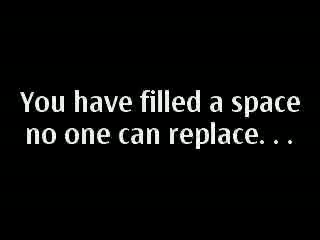 You have filled a space
no one can replace. . .